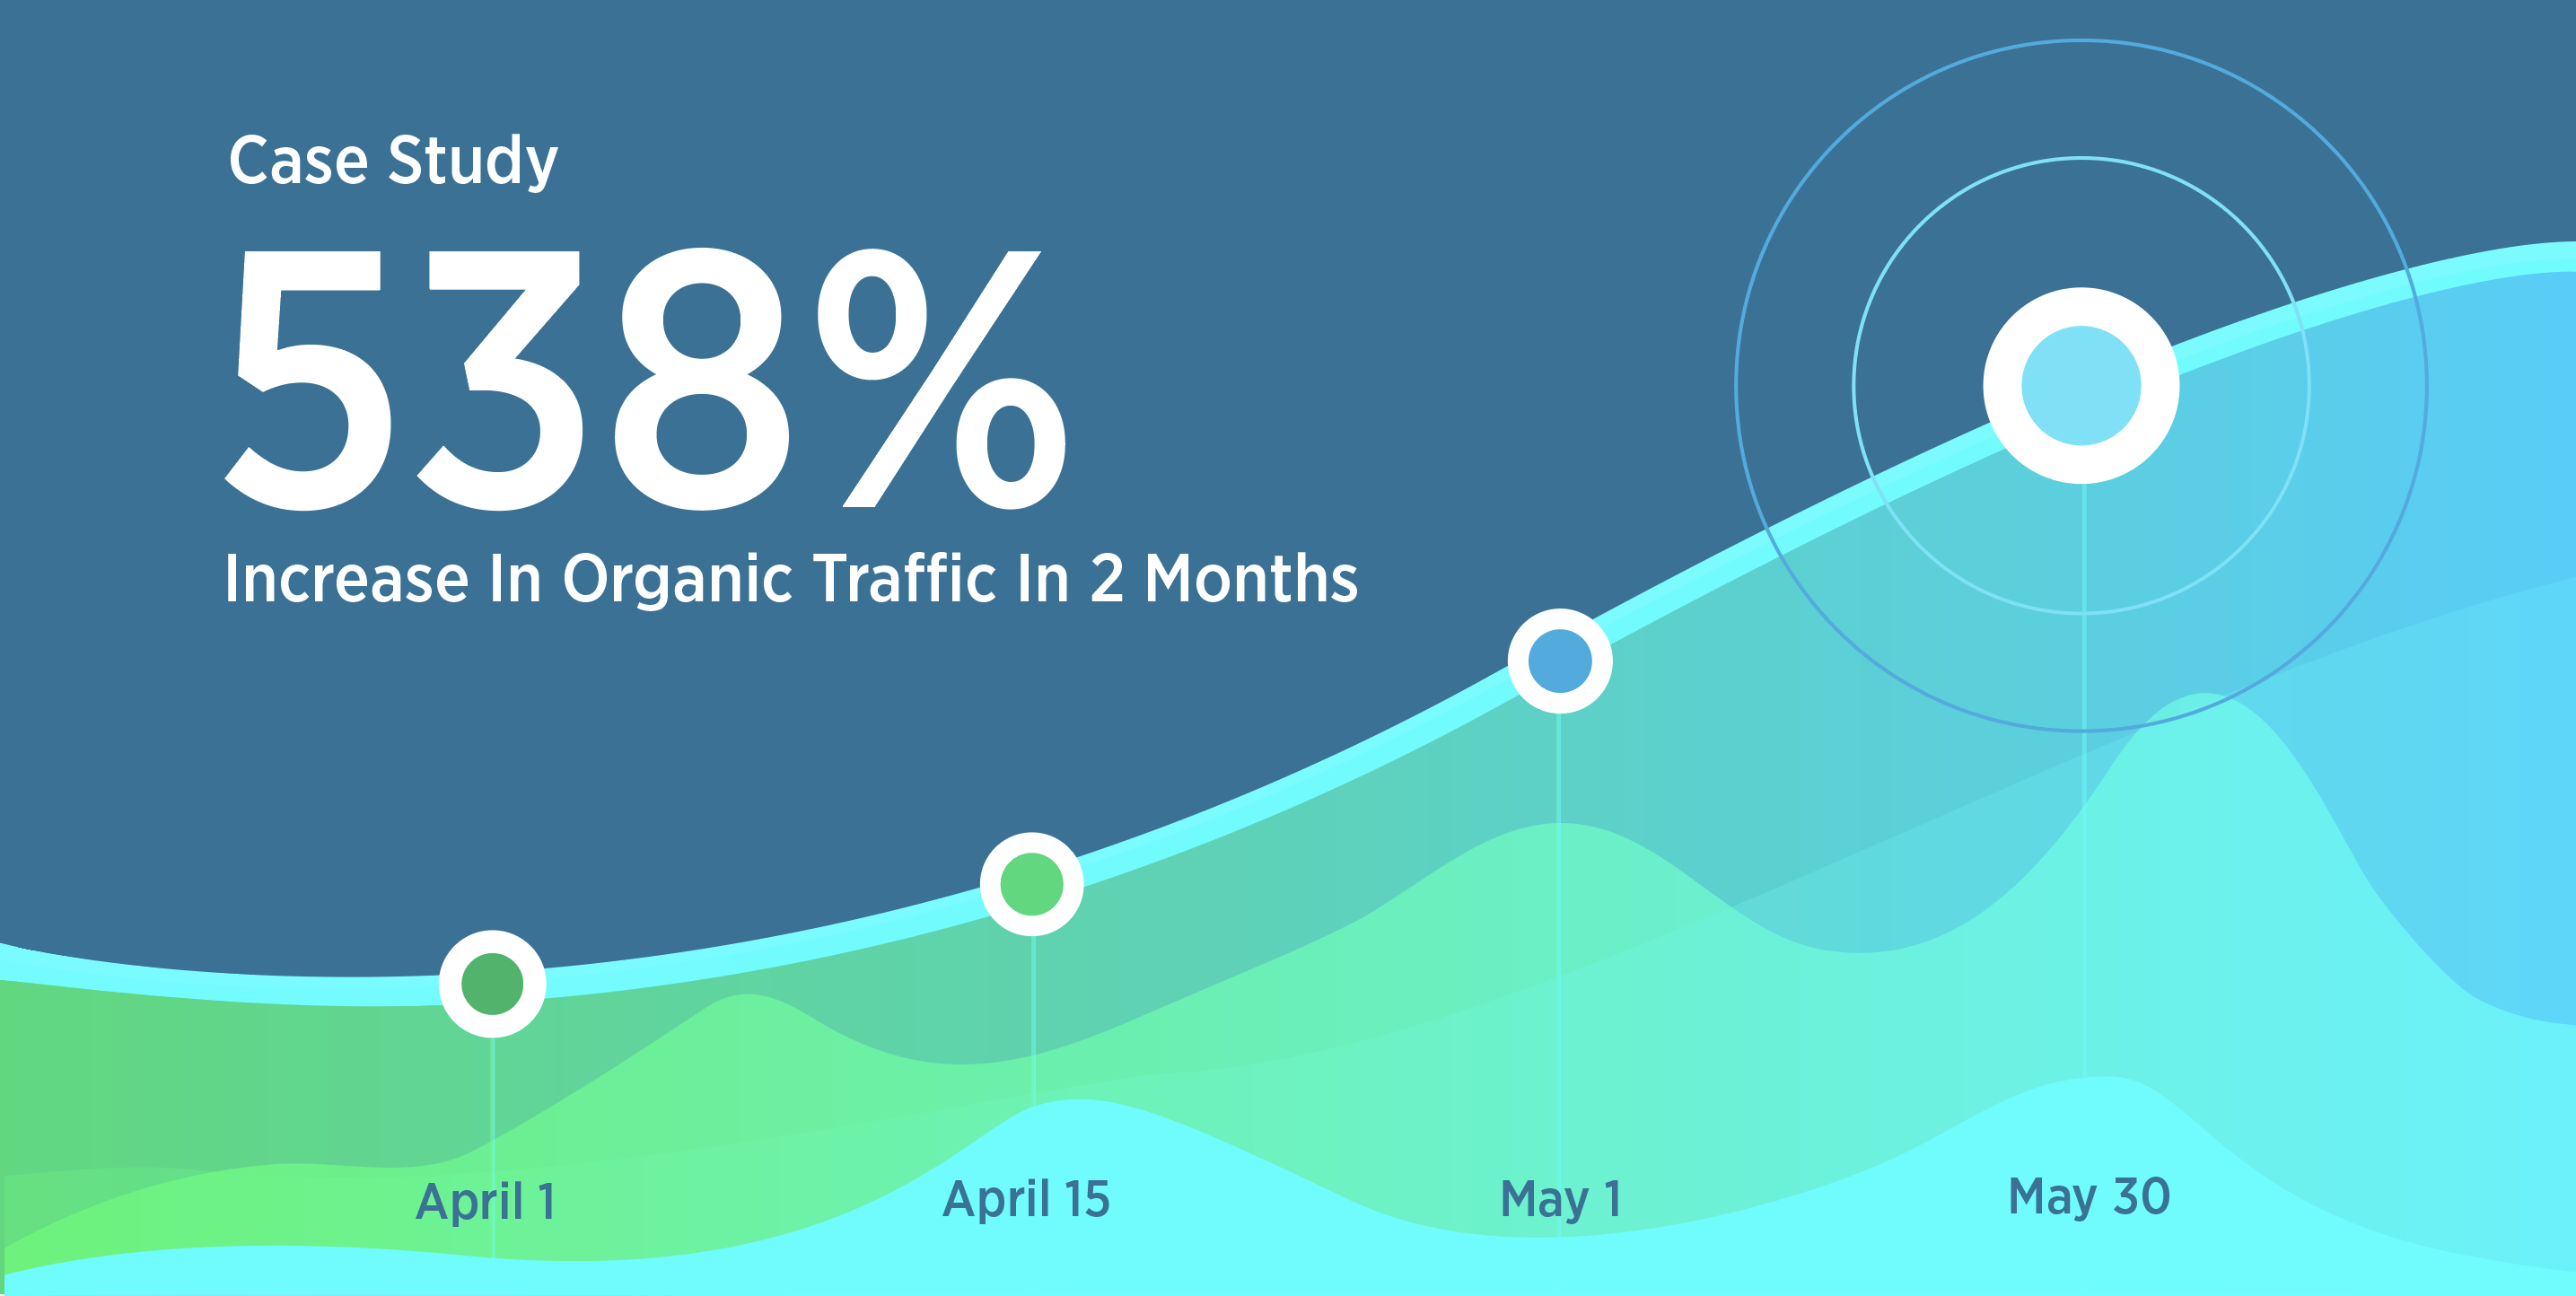 Case Study
538%
Increase In Organic Traffic In 2 Months
April 1
April 15
May 1
May 30